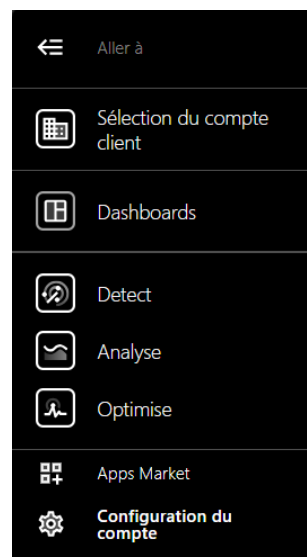 Aller à
Sélection du compte
client
Dashboards
Detect
Analyse
Optimise
Apps Market
Configuration du
compte